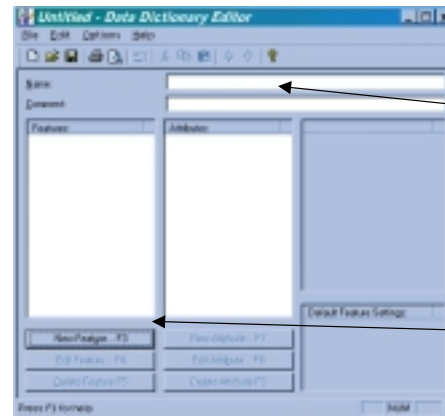 Untitled - Data Dictionary Editor
File Edit Options Help
Name:
Comment:
Features: Attributes:
Default Feature Settings:
New Feature... F3 New Attribute... F7
Edit Feature... F4 Edit Attribute... F8
Delete Feature F5 Delete Attribute F9
Press F1 for help NUM